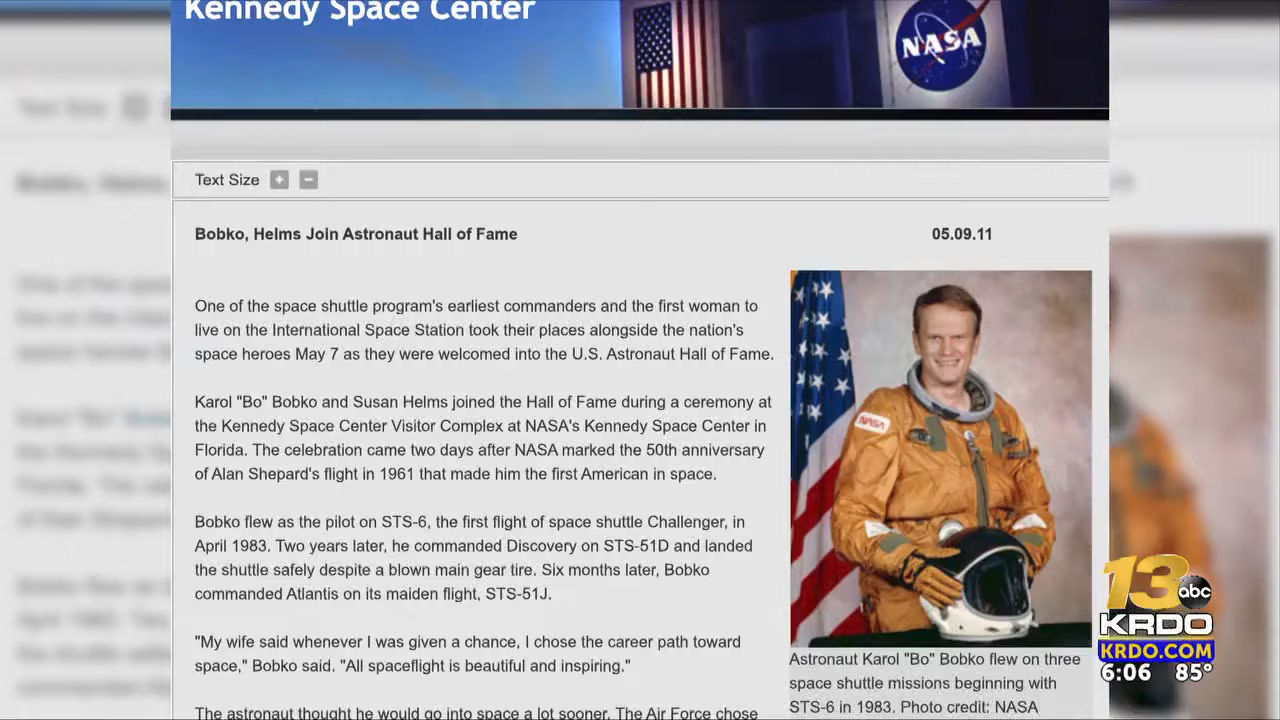 Kennedy Space Center
NASA
Text Size + −
Bobko, Helms Join Astronaut Hall of Fame
05.09.11
One of the space shuttle program's earliest commanders and the first woman to
live on the International Space Station took their places alongside the nation's
space heroes May 7 as they were welcomed into the U.S. Astronaut Hall of Fame.
Karol "Bo" Bobko and Susan Helms joined the Hall of Fame during a ceremony at
the Kennedy Space Center Visitor Complex at NASA's Kennedy Space Center in
Florida. The celebration came two days after NASA marked the 50th anniversary
of Alan Shepard's flight in 1961 that made him the first American in space.
Bobko flew as the pilot on STS-6, the first flight of space shuttle Challenger, in
April 1983. Two years later, he commanded Discovery on STS-51D and landed
the shuttle safely despite a blown main gear tire. Six months later, Bobko
commanded Atlantis on its maiden flight, STS-51J.
"My wife said whenever I was given a chance, I chose the career path toward
space," Bobko said. "All spaceflight is beautiful and inspiring."
The astronaut thought he would go into space a lot sooner. The Air Force chose
NASA
Astronaut Karol "Bo" Bobko flew on three
space shuttle missions beginning with
STS-6 in 1983. Photo credit: NASA
13 abc
KRDO
KRDO.COM
6:06 85°